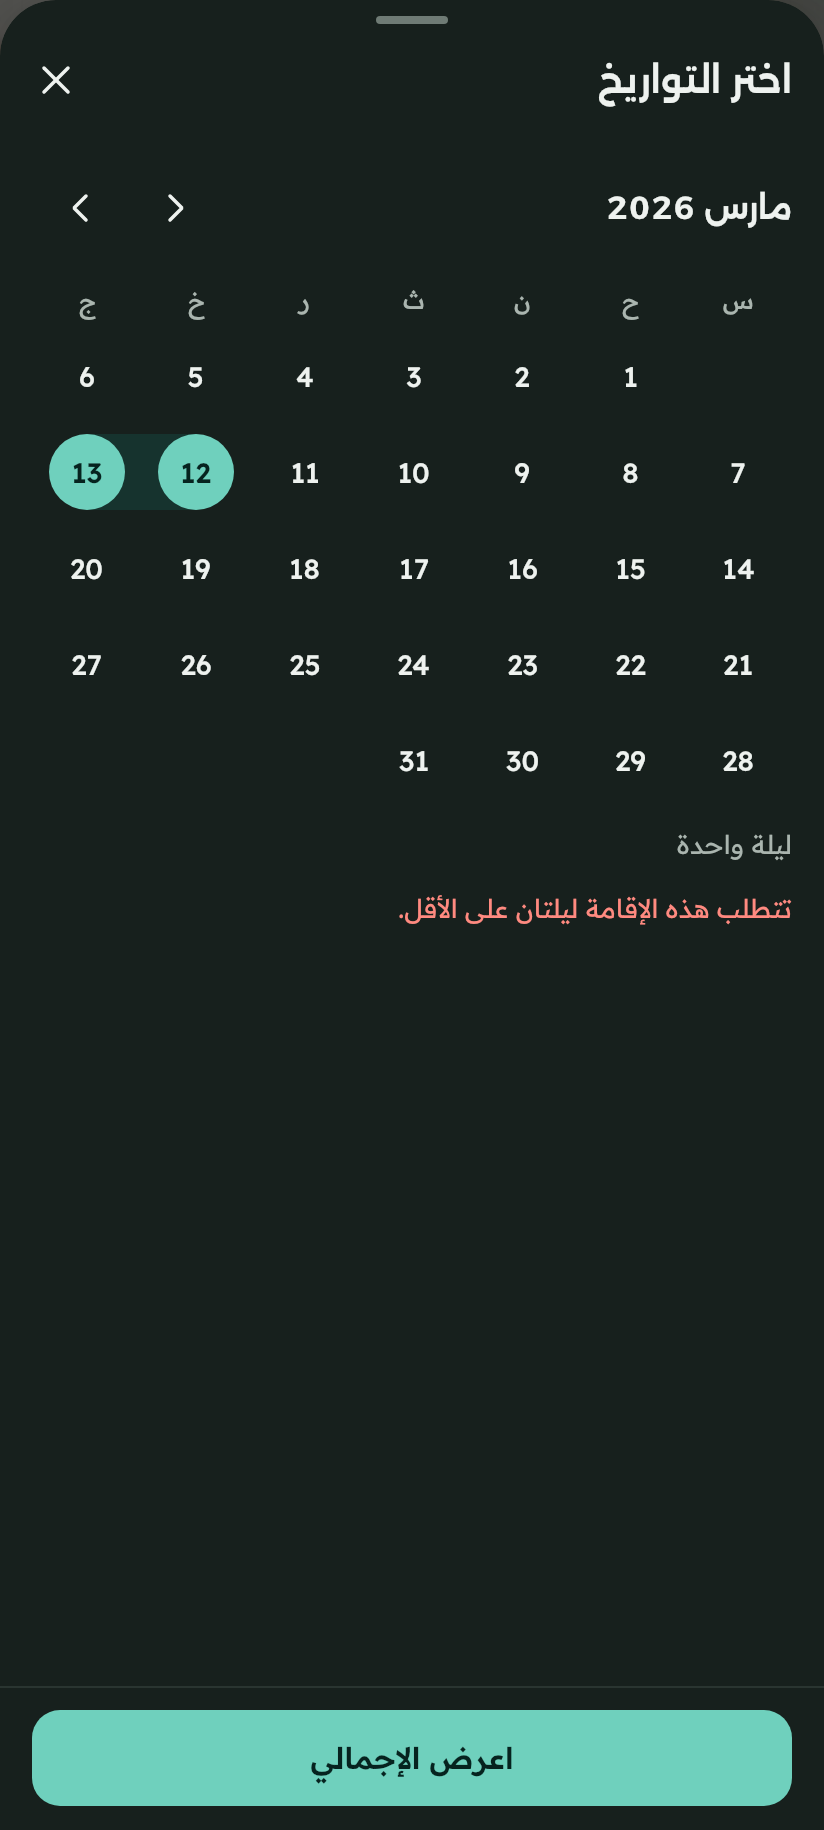 اختر التواريخ
مارس 2026
س ح ن ث ر خ ج
1 2 3 4 5 6
7 8 9 10 11 12 13
14 15 16 17 18 19 20
21 22 23 24 25 26 27
28 29 30 31
ليلة واحدة
تتطلب هذه الإقامة ليلتان على الأقل.
اعرض الإجمالي